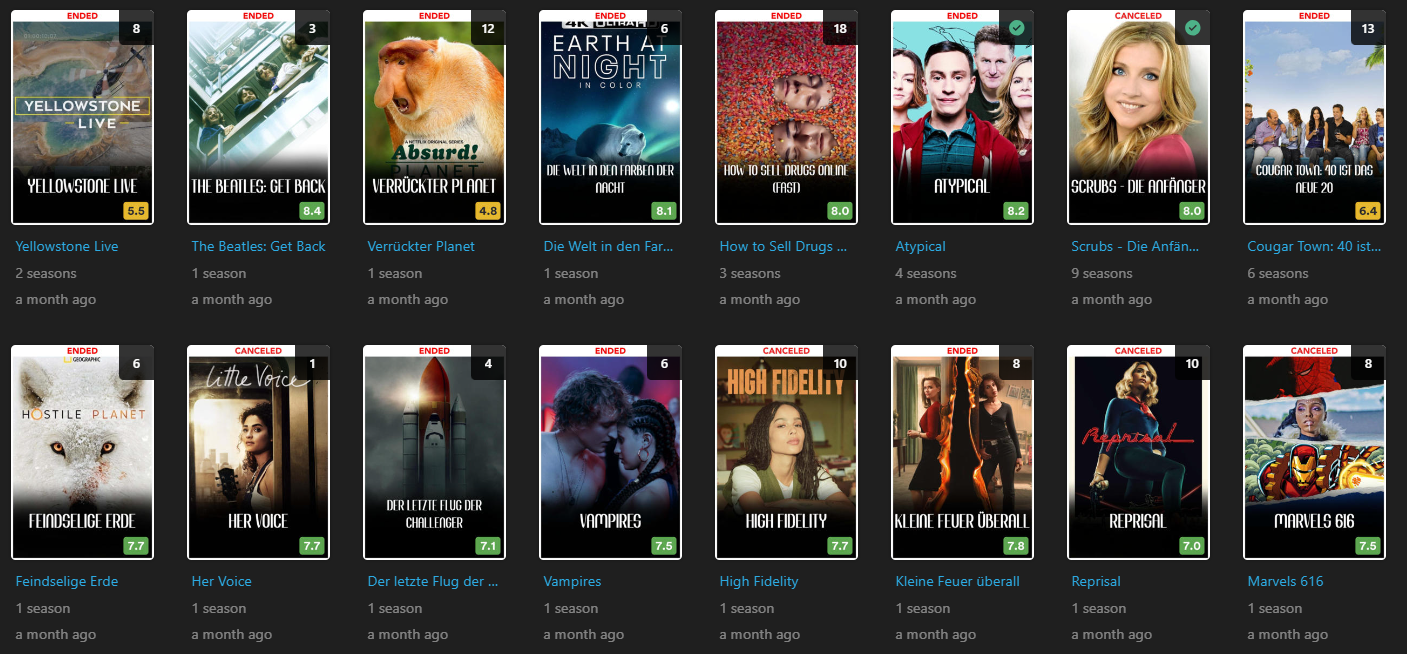 ENDED
8
YELLOWSTONE
LIVE
YELLOWSTONE LIVE
5.5
Yellowstone Live
2 seasons
a month ago
ENDED
3
THE BEATLES: GET BACK
8.4
The Beatles: Get Back
1 season
a month ago
ENDED
12
A NETFLIX ORIGINAL SERIES
Absurd!
PLANET
VERRÜCKTER PLANET
4.8
Verrückter Planet
1 season
a month ago
ENDED
6
4K ULTRAHD
EARTH AT
NIGHT
IN COLOR
DIE WELT IN DEN FARBEN DER
NACHT
8.1
Die Welt in den Far...
1 season
a month ago
ENDED
18
HOW TO SELL DRUGS ONLINE
(FAST)
8.0
How to Sell Drugs ...
3 seasons
a month ago
ENDED
ATYPICAL
8.2
Atypical
4 seasons
a month ago
CANCELED
SCRUBS - DIE ANFÄNGER
8.0
Scrubs - Die Anfän...
9 seasons
a month ago
ENDED
13
COUGAR TOWN: 40 IST DAS
NEUE 20
6.4
Cougar Town: 40 ist...
6 seasons
a month ago
ENDED
6
GEOGRAPHIC
HOSTILE PLANET
FEINDSELIGE ERDE
7.7
Feindselige Erde
1 season
a month ago
CANCELED
1
Little Voice
HER VOICE
7.7
Her Voice
1 season
a month ago
ENDED
4
DER LETZTE FLUG DER
CHALLENGER
7.1
Der letzte Flug der ...
1 season
a month ago
ENDED
6
VAMPIRES
7.5
Vampires
1 season
a month ago
CANCELED
10
HIGH FIDELITY
HIGH FIDELITY
7.7
High Fidelity
1 season
a month ago
ENDED
8
KLEINE FEUER ÜBERALL
7.8
Kleine Feuer überall
1 season
a month ago
CANCELED
10
Reprisal
REPRISAL
7.0
Reprisal
1 season
a month ago
CANCELED
8
MARVELS 616
7.5
Marvels 616
1 season
a month ago